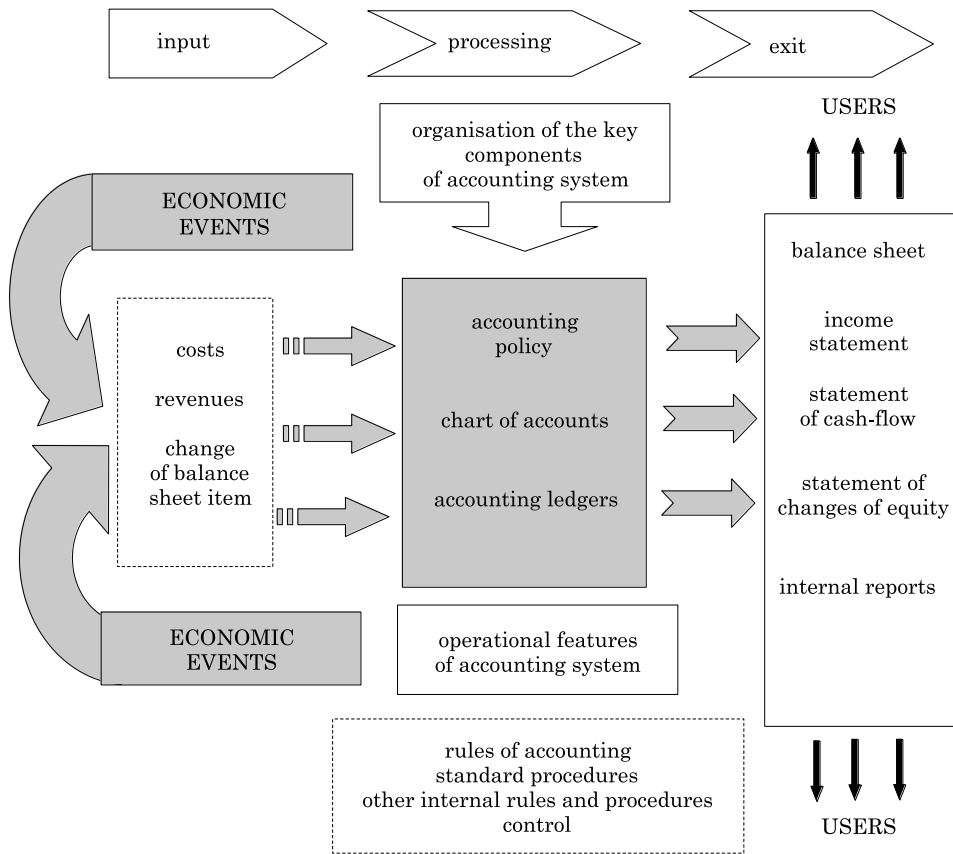 input
processing
exit
USERS
organisation of the key
components
of accounting system
ECONOMIC
EVENTS
costs
revenues
change
of balance
sheet item
accounting
policy
chart of accounts
accounting ledgers
balance sheet
income
statement
statement
of cash-flow
statement of
changes of equity
internal reports
ECONOMIC
EVENTS
operational features
of accounting system
rules of accounting
standard procedures
other internal rules and procedures
control
USERS